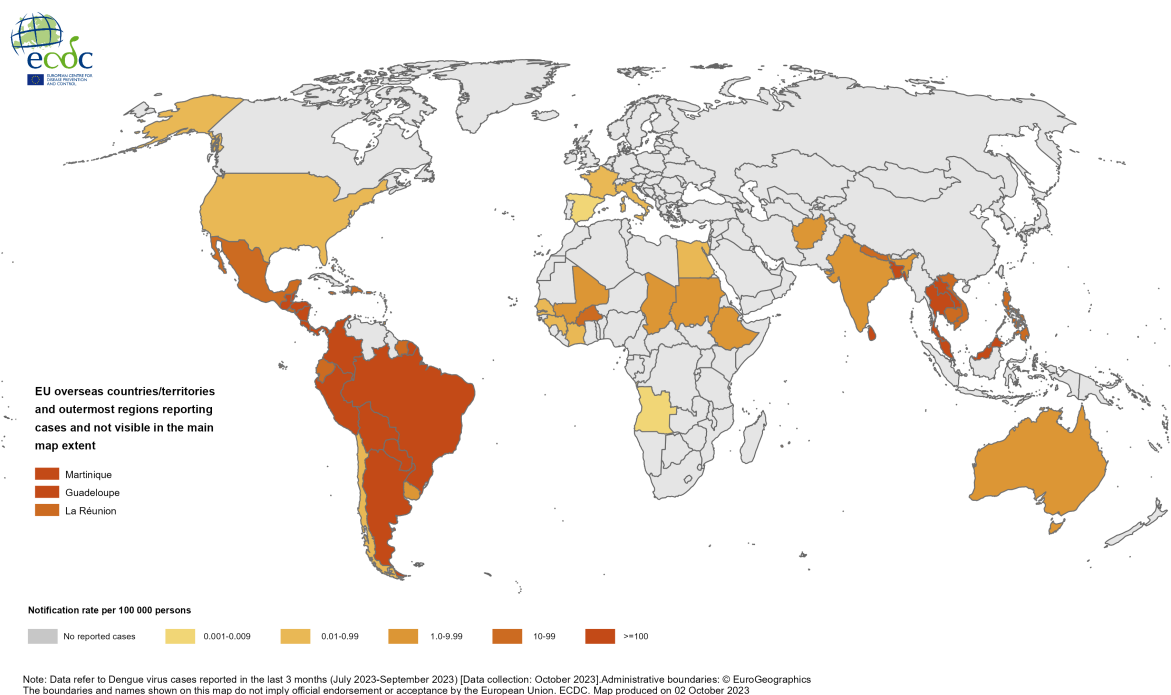 ecdc
EUROPEAN CENTRE FOR
DISEASE PREVENTION
AND CONTROL
EU overseas countries/territories
and outermost regions reporting
cases and not visible in the main
map extent
Martinique
Guadeloupe
La Réunion
Notification rate per 100 000 persons
No reported cases
0.001-0.009
0.01-0.99
1.0-9.99
10-99
>=100
Note: Data refer to Dengue virus cases reported in the last 3 months (July 2023-September 2023) [Data collection: October 2023].Administrative boundaries: © EuroGeographics
The boundaries and names shown on this map do not imply official endorsement or acceptance by the European Union. ECDC. Map produced on 02 October 2023